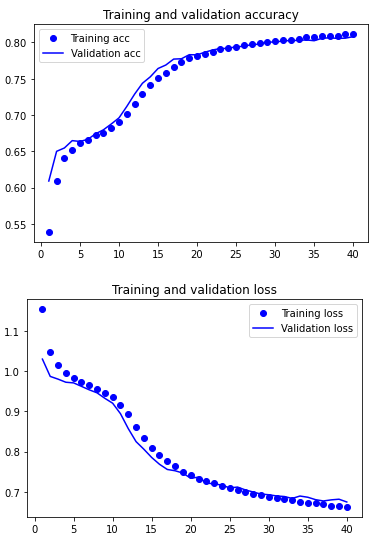 Training and validation accuracy
Training acc
Validation acc
0.80
0.75
0.70
0.65
0.60
0.55
0 5 10 15 20 25 30 35 40
Training and validation loss
Training loss
Validation loss
1.1
1.0
0.9
0.8
0.7
0 5 10 15 20 25 30 35 40